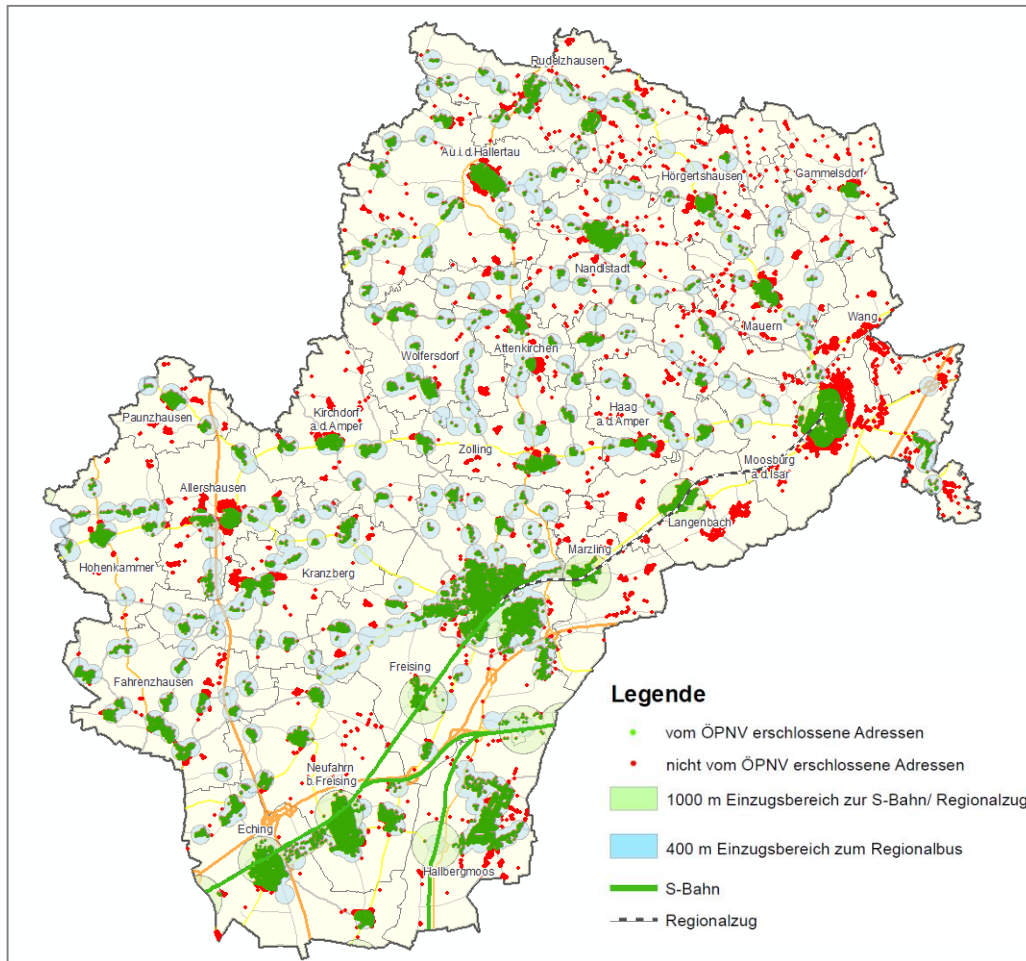 Rudelzhausen
Au i.d.Hallertau
Hörgertshausen
Gammelsdorf
Nandlstadt
Mauern
Wang
Attenkirchen
Wolfersdorf
Paunzhausen
Kirchdorf
a.d.Amper
Haag
a.d.Amper
Zolling
Moosburg
a.d.Isar
Allershausen
Langenbach
Marzling
Hohenkammer
Kranzberg
Freising
Fahrenzhausen
Neufahrn
b.Freising
Eching
Hallbergmoos
Legende
vom ÖPNV erschlossene Adressen
nicht vom ÖPNV erschlossene Adressen
1000 m Einzugsbereich zur S-Bahn/ Regionalzug
400 m Einzugsbereich zum Regionalbus
S-Bahn
Regionalzug